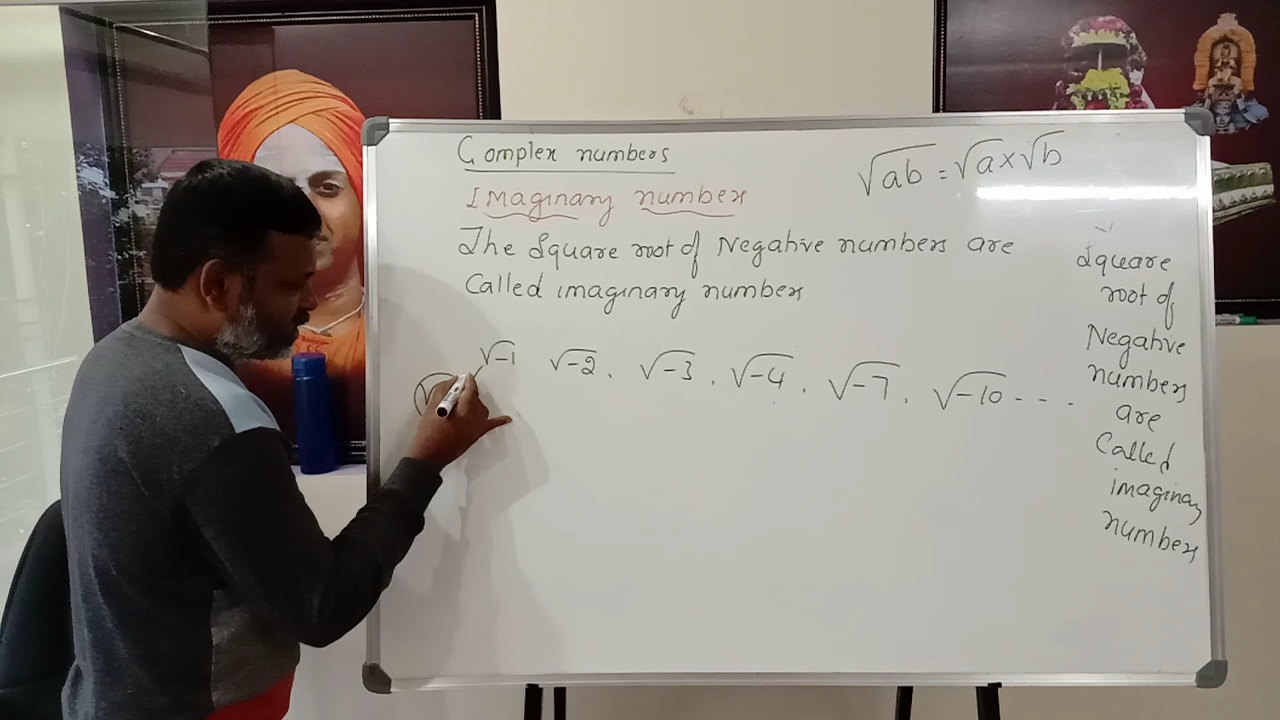 Complex numbers
√ab = √a × √b
Imaginary number
The Square root of Negative numbers are
Called imaginary numbers
√-1 √-2 , √-3 , √-4 , √-7 , √-10 - - - .
Square
root of
Negative
numbers
are
Called
imaginary
numbers